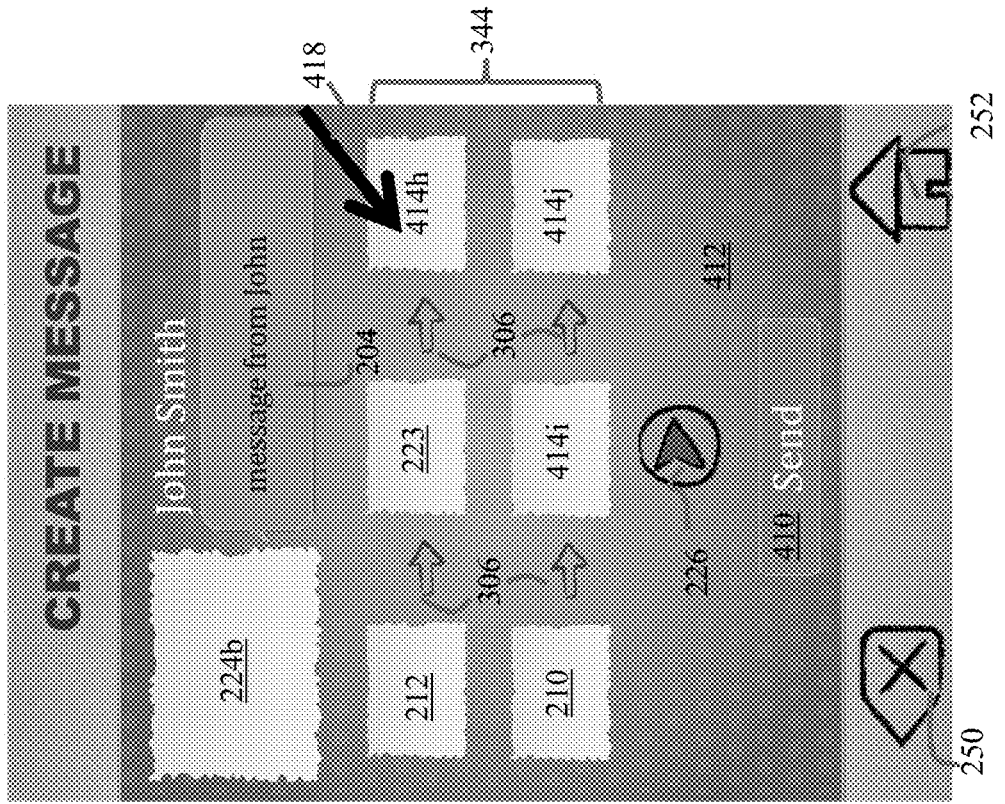 CREATE MESSAGE
John Smith
224b
message from John
418
204
212
223
414h
344
306
306
210
414i
414j
226
412
410
Send
250
252